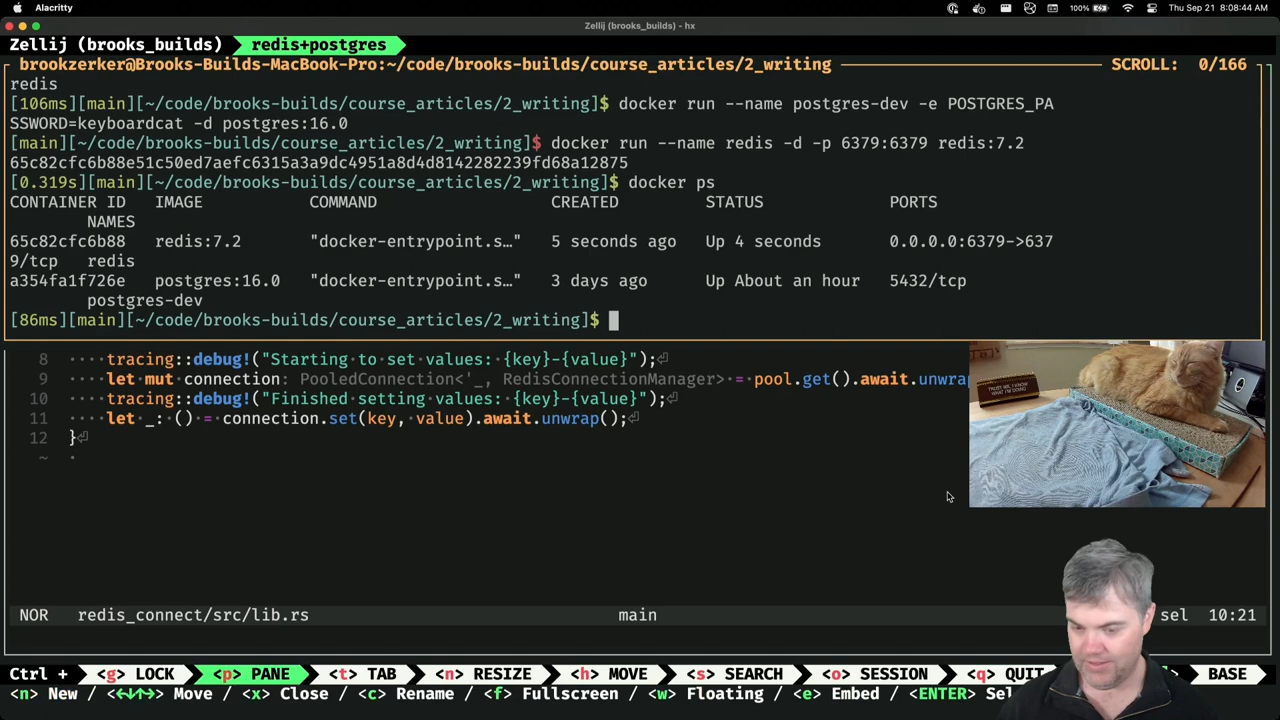 Alacritty 100% Thu Sep 21 8:08:44 AM
Zellij (brooks_builds) - hx
Zellij (brooks_builds) redis+postgres
brookzerker@Brooks-Builds-MacBook-Pro:~/code/brooks-builds/course_articles/2_writing SCROLL: 0/166
redis
[106ms][main][~/code/brooks-builds/course_articles/2_writing]$ docker run --name postgres-dev -e POSTGRES_PA
SSWORD=keyboardcat -d postgres:16.0
[main][~/code/brooks-builds/course_articles/2_writing]$ docker run --name redis -d -p 6379:6379 redis:7.2
65c82cfc6b88e51c50ed7aefc6315a3a9dc4951a8d4d8142282239fd68a12875
[0.319s][main][~/code/brooks-builds/course_articles/2_writing]$ docker ps
CONTAINER ID IMAGE COMMAND CREATED STATUS PORTS
NAMES
65c82cfc6b88 redis:7.2 "docker-entrypoint.s…" 5 seconds ago Up 4 seconds 0.0.0.0:6379->637
9/tcp redis
a354fa1f726e postgres:16.0 "docker-entrypoint.s…" 3 days ago Up About an hour 5432/tcp
postgres-dev
[86ms][main][~/code/brooks-builds/course_articles/2_writing]$
8 ····tracing::debug!("Starting·to·set·values:·{key}-{value}");⏎
9 ····let·mut·connection: PooledConnection<'_, RedisConnectionManager>·=·pool.get().await.unwra
10 ····tracing::debug!("Finished·setting·values:·{key}-{value}");⏎
11 ····let·_:·()·=·connection.set(key,·value).await.unwrap();⏎
12 }⏎
~ ·
TRUST ME, I KNOW
WHAT I'M DOING
NOR redis_connect/src/lib.rs main sel 10:21
Ctrl + <g> LOCK <p> PANE <t> TAB <n> RESIZE <h> MOVE <s> SEARCH <o> SESSION <q> QUIT BASE
<n> New / <←↓↑→> Move / <x> Close / <c> Rename / <f> Fullscreen / <w> Floating / <e> Embed / <ENTER> Sel